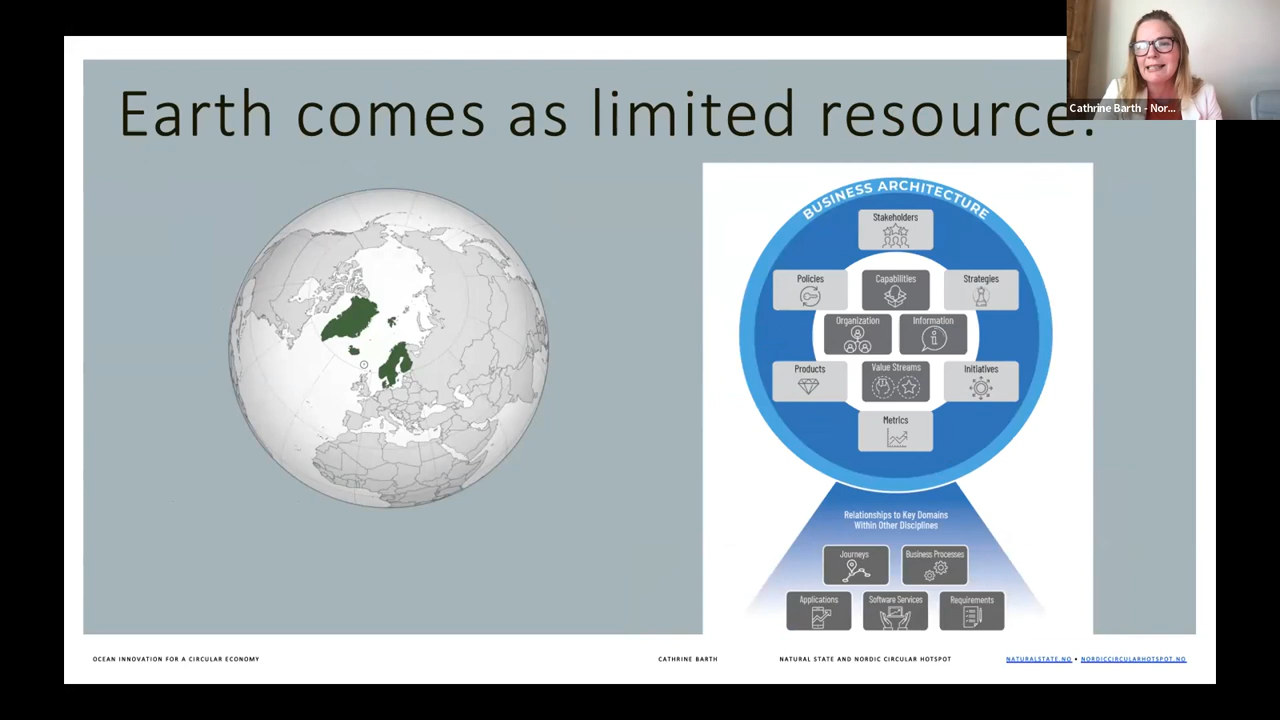 Earth comes as limited resource.
Cathrine Barth - Nor...
BUSINESS ARCHITECTURE
Stakeholders
Policies
Capabilities
Strategies
Organization
Information
Products
Value Streams
Initiatives
Metrics
Relationships to Key Domains
Within Other Disciplines
Journeys
Business Processes
Applications
Software Services
Requirements
OCEAN INNOVATION FOR A CIRCULAR ECONOMY
CATHRINE BARTH
NATURAL STATE AND NORDIC CIRCULAR HOTSPOT
NATURALSTATE.NO • NORDICCIRCULARHOTSPOT.NO